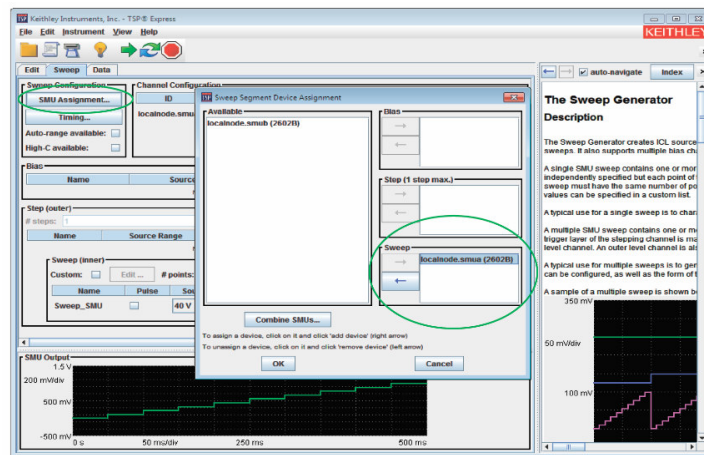 Keithley Instruments, Inc. - TSP® Express
File Edit Instrument View Help
KEITHLEY
Edit Sweep Data
Sweep Configuration
SMU Assignment...
Timing...
Auto-range available:
High-C available:
Channel Configuration
ID
localnode.smu
Bias
Name Source
Step (outer)
# steps: 1
Name Source Range
Sweep (inner)
Custom: Edit ... # points:
Name Pulse Sou
Sweep_SMU 40 V
SMU Output
1.5 V
200 mV/div
500 mV
-500 mV
0 s 50 ms/div 250 ms 500 ms
Sweep Segment Device Assignment
Available
localnode.smub (2602B)
Bias
Step (1 step max.)
Sweep
localnode.smua (2602B)
Combine SMUs...
To assign a device, click on it and click 'add device' (right arrow)
To unassign a device, click on it and click 'remove device' (left arrow)
OK Cancel
auto-navigate Index
The Sweep Generator
Description
The Sweep Generator creates ICL source
sweeps. It also supports multiple bias cha
A single SMU sweep contains one or mor
independently specified but each point of
sweep must have the same number of po
values can be specified in a custom list.
A typical use for a single sweep is to char
A multiple SMU sweep contains one or m
trigger layer of the stepping channel is ma
level channel. An outer level channel is als
A typical use for multiple sweeps is to gen
can be configured, as well as the form of t
A sample of a multiple sweep is shown be
350 mV
50 mV/div
100 mV